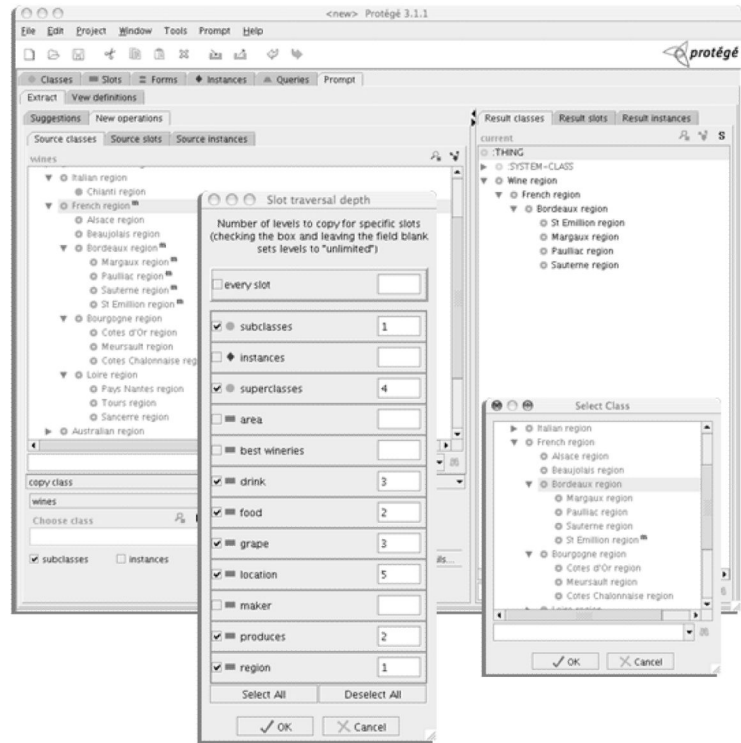 <new> Protégé 3.1.1
File Edit Project Window Tools Prompt Help
protégé
Classes Slots Forms Instances Queries Prompt
Extract View definitions
Suggestions New operations
Source classes Source slots Source instances
wines
Italian region
Chianti region
French region m
Alsace region
Beaujolais region
Bordeaux region m
Margaux region m
Pauillac region m
Sauterne region m
St Emillion region m
Bourgogne region
Cotes d'Or region
Meursault region
Cotes Chalonnaise reg
Loire region
Pays Nantes region
Tours region
Sancerre region
Australian region
copy class
wines
Choose class
subclasses instances
ils...
Slot traversal depth
Number of levels to copy for specific slots
(checking the box and leaving the field blank
sets levels to "unlimited")
every slot
subclasses 1
instances
superclasses 4
area
best wineries
drink 3
food 2
grape 3
location 5
maker
produces 2
region 1
Select All Deselect All
OK Cancel
Result classes Result slots Result instances
current S
:THING
:SYSTEM-CLASS
Wine region
French region
Bordeaux region
St Emillion region
Margaux region
Pauillac region
Sauterne region
Select Class
Italian region
French region
Alsace region
Beaujolais region
Bordeaux region
Margaux region
Pauillac region
Sauterne region
St Emillion region m
Bourgogne region
Cotes d'Or region
Meursault region
Cotes Chalonnaise region
Loire region
OK Cancel